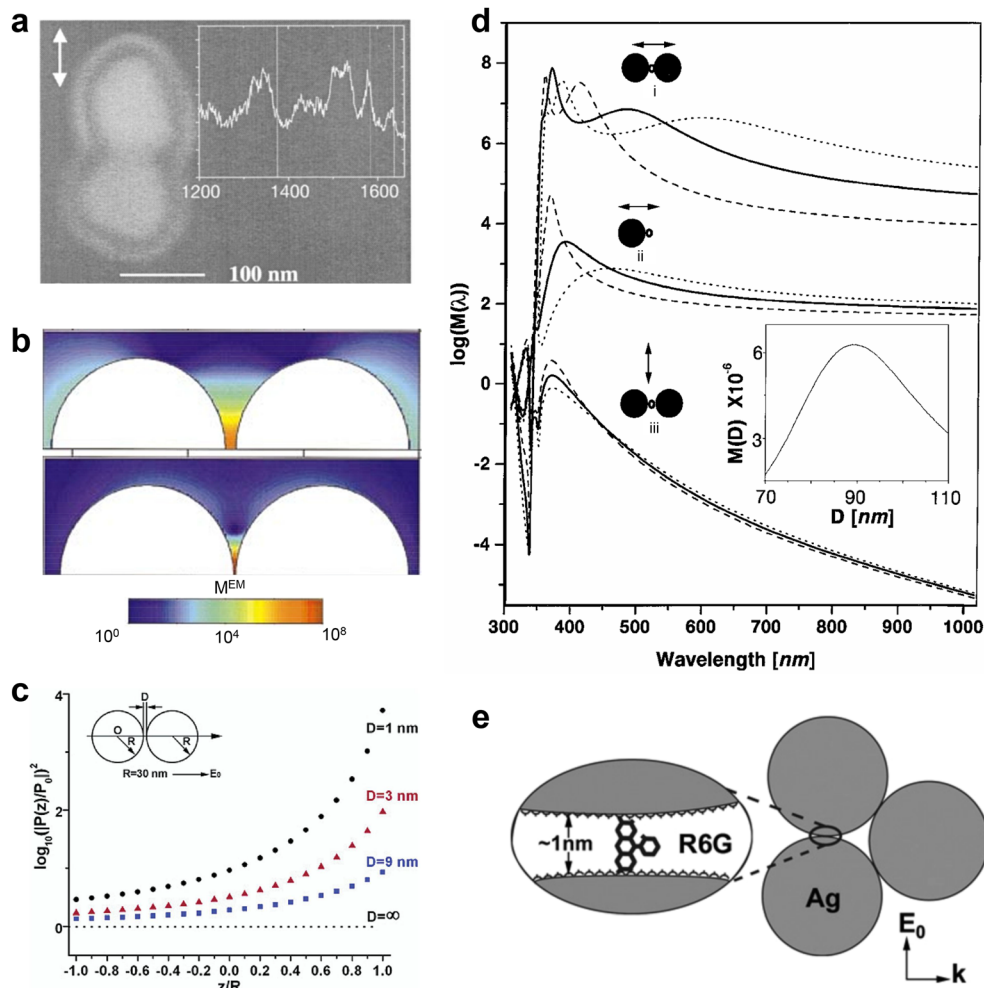 a
1200
1400
1600
100 nm
b
M^EM
10^0
10^4
10^8
c
log10(|P(z)/P0|)^2
4
2
0
D
O
R
R
R=30 nm
E0
D=1 nm
D=3 nm
D=9 nm
D=∞
-1.0 -0.8 -0.6 -0.4 -0.2 0.0 0.2 0.4 0.6 0.8 1.0
z/R
d
log(M(λ))
8
6
4
2
0
-2
-4
i
ii
iii
M(D) X10^-6
6
3
70 90 110
D [nm]
300 400 500 600 700 800 900 1000
Wavelength [nm]
e
~1nm
R6G
Ag
E0
k